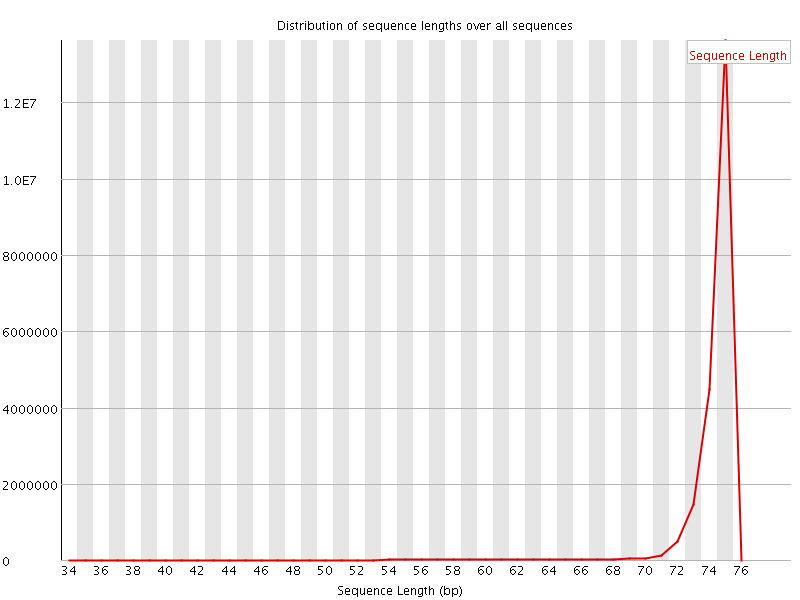 Distribution of sequence lengths over all sequences
Sequence Length
1.2E7
1.0E7
8000000
6000000
4000000
2000000
0
34 36 38 40 42 44 46 48 50 52 54 56 58 60 62 64 66 68 70 72 74 76
Sequence Length (bp)